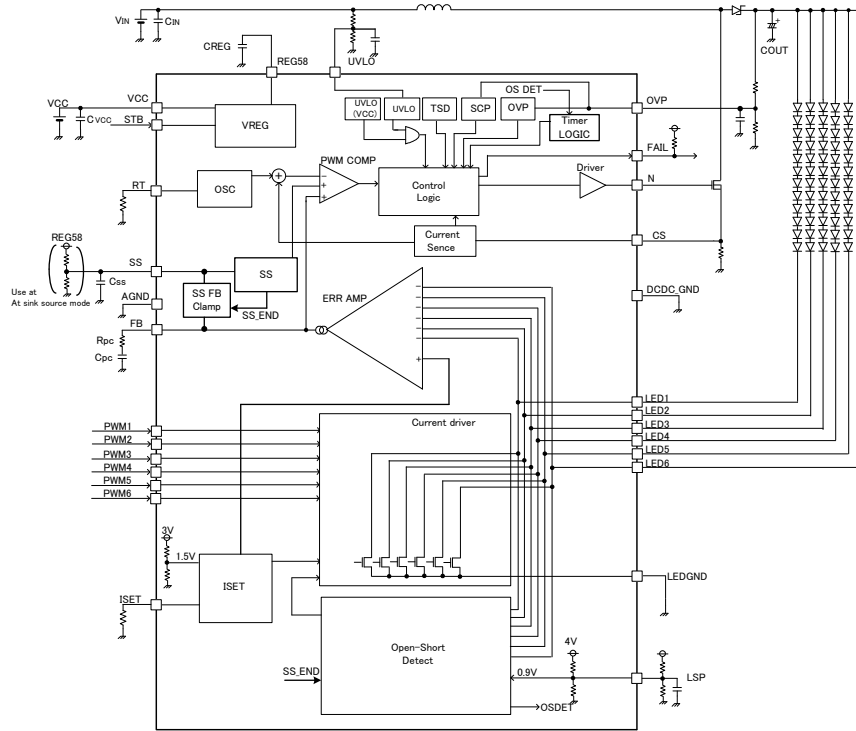 VIN
CIN
COUT
CREG
REG58
UVLO
VCC
VCC
CVCC
STB
VREG
UVLO
(VCC)
UVLO
TSD
SCP
OVP
OS DET
Timer
LOGIC
OVP
FAIL
PWM COMP
OSC
RT
Control
Logic
Driver
N
Current
Sence
CS
REG58
SS
CSS
Use at
At sink source mode
SS
SS FB
Clamp
SS_END
ERR AMP
DCDC_GND
AGND
FB
Rpc
Cpc
LED1
LED2
LED3
LED4
LED5
LED6
Current driver
PWM1
PWM2
PWM3
PWM4
PWM5
PWM6
3V
1.5V
ISET
ISET
LEDGND
Open-Short
Detect
SS_END
4V
0.9V
LSP
OSDET